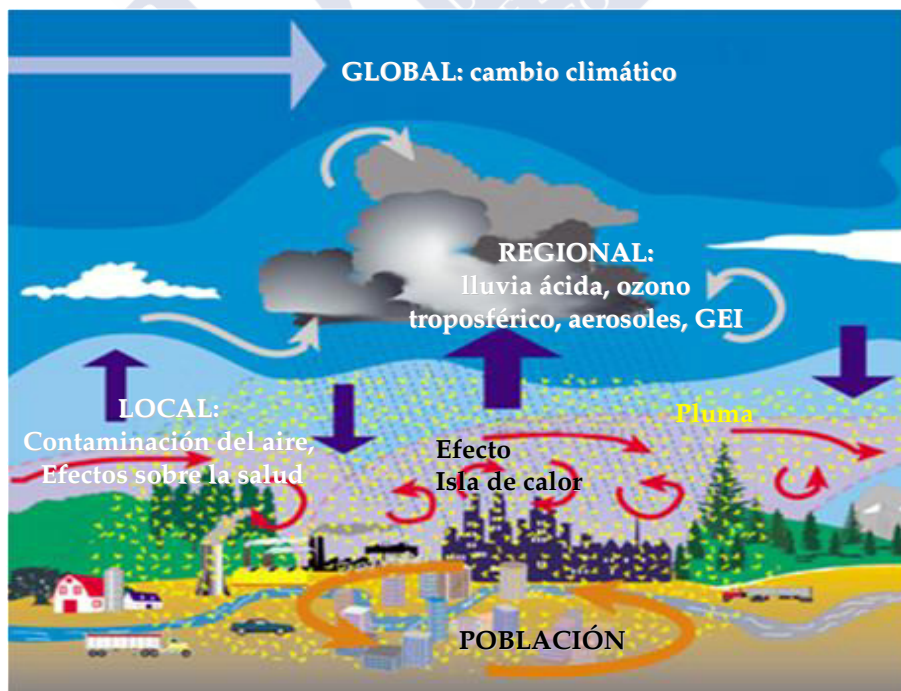 GLOBAL: cambio climático
REGIONAL:
lluvia ácida, ozono
troposférico, aerosoles, GEI
LOCAL:
Contaminación del aire,
Efectos sobre la salud
Pluma
Efecto
Isla de calor
POBLACIÓN